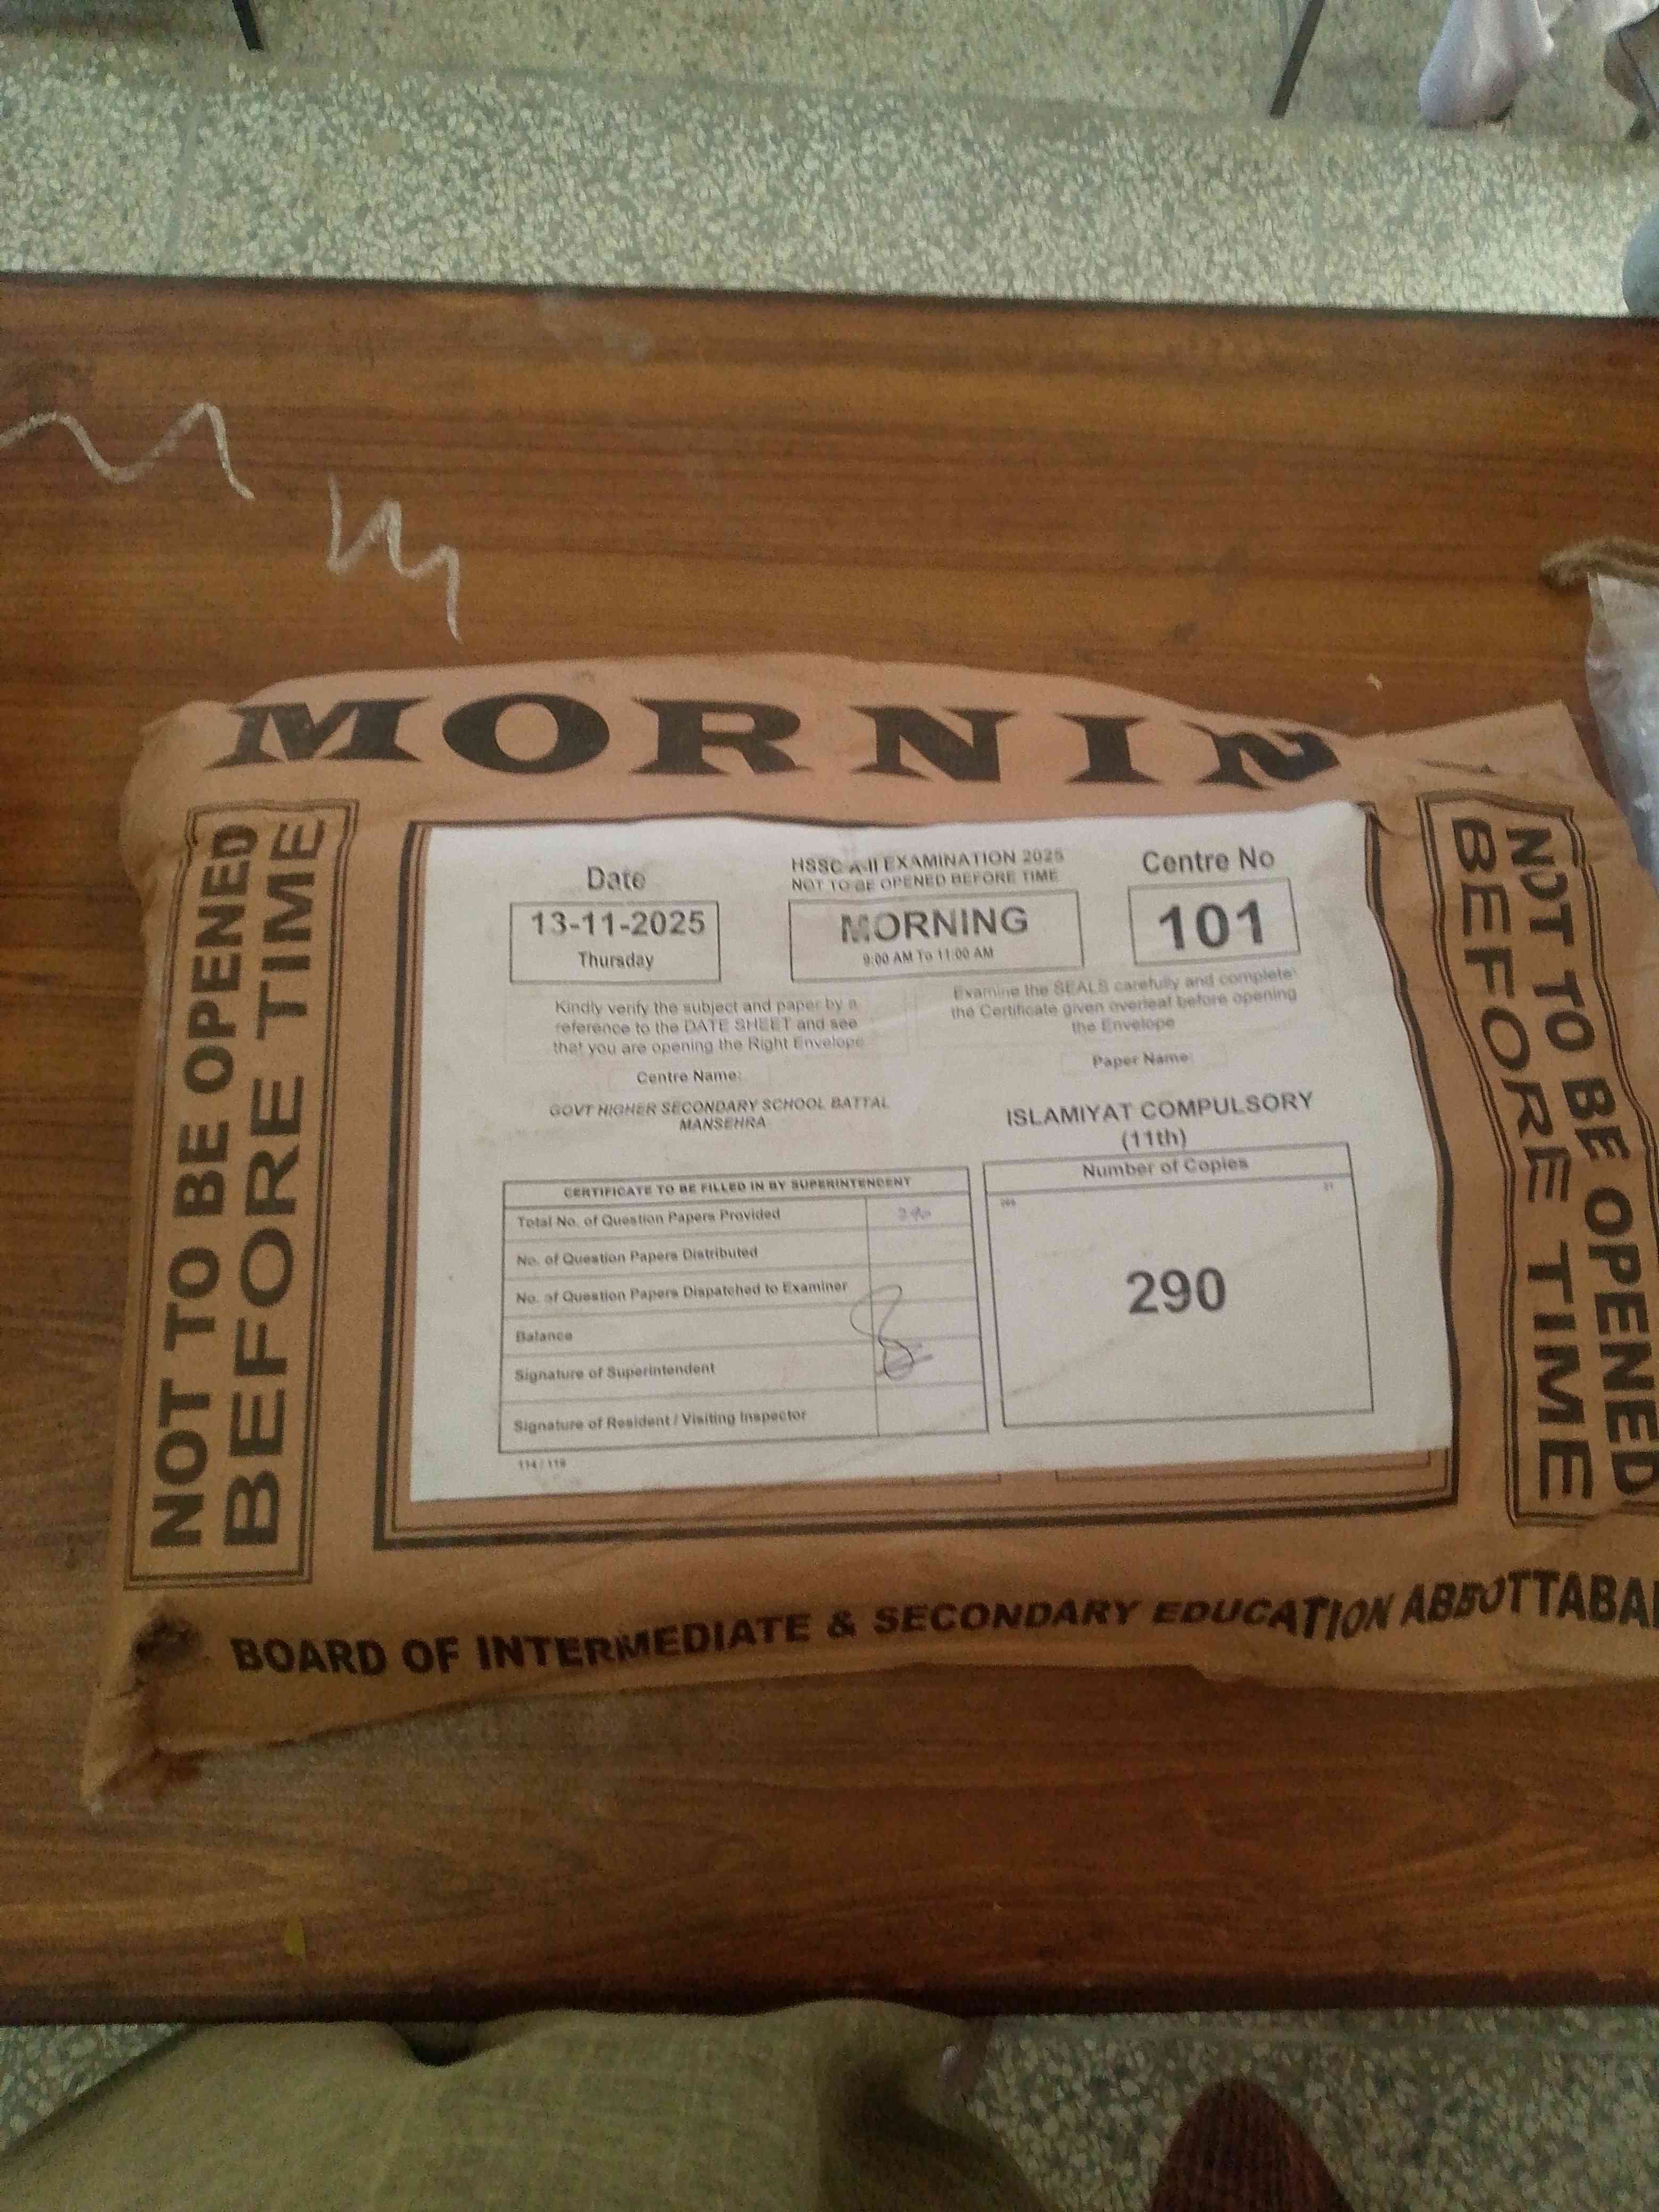 MORNIN
NOT TO BE OPENED
BEFORE TIME
Date
13-11-2025
Thursday
HSSC A-II EXAMINATION 2025
NOT TO BE OPENED BEFORE TIME
MORNING
9:00 AM To 11:00 AM
Centre No
101
Kindly verify the subject and paper by a
reference to the DATE SHEET and see
that you are opening the Right Envelope
Examine the SEALS carefully and complete
the Certificate given overleaf before opening
the Envelope
Centre Name:
GOVT HIGHER SECONDARY SCHOOL BATTAL
MANSEHRA
Paper Name
ISLAMIYAT COMPULSORY
(11th)
CERTIFICATE TO BE FILLED IN BY SUPERINTENDENT
Total No. of Question Papers Provided 290
No. of Question Papers Distributed
No. of Question Papers Dispatched to Examiner
Balance
Signature of Superintendent
Signature of Resident / Visiting Inspector
114 / 119
Number of Copies
290
NOT TO BE OPENED
BEFORE TIME
BOARD OF INTERMEDIATE & SECONDARY EDUCATION ABBOTTABA